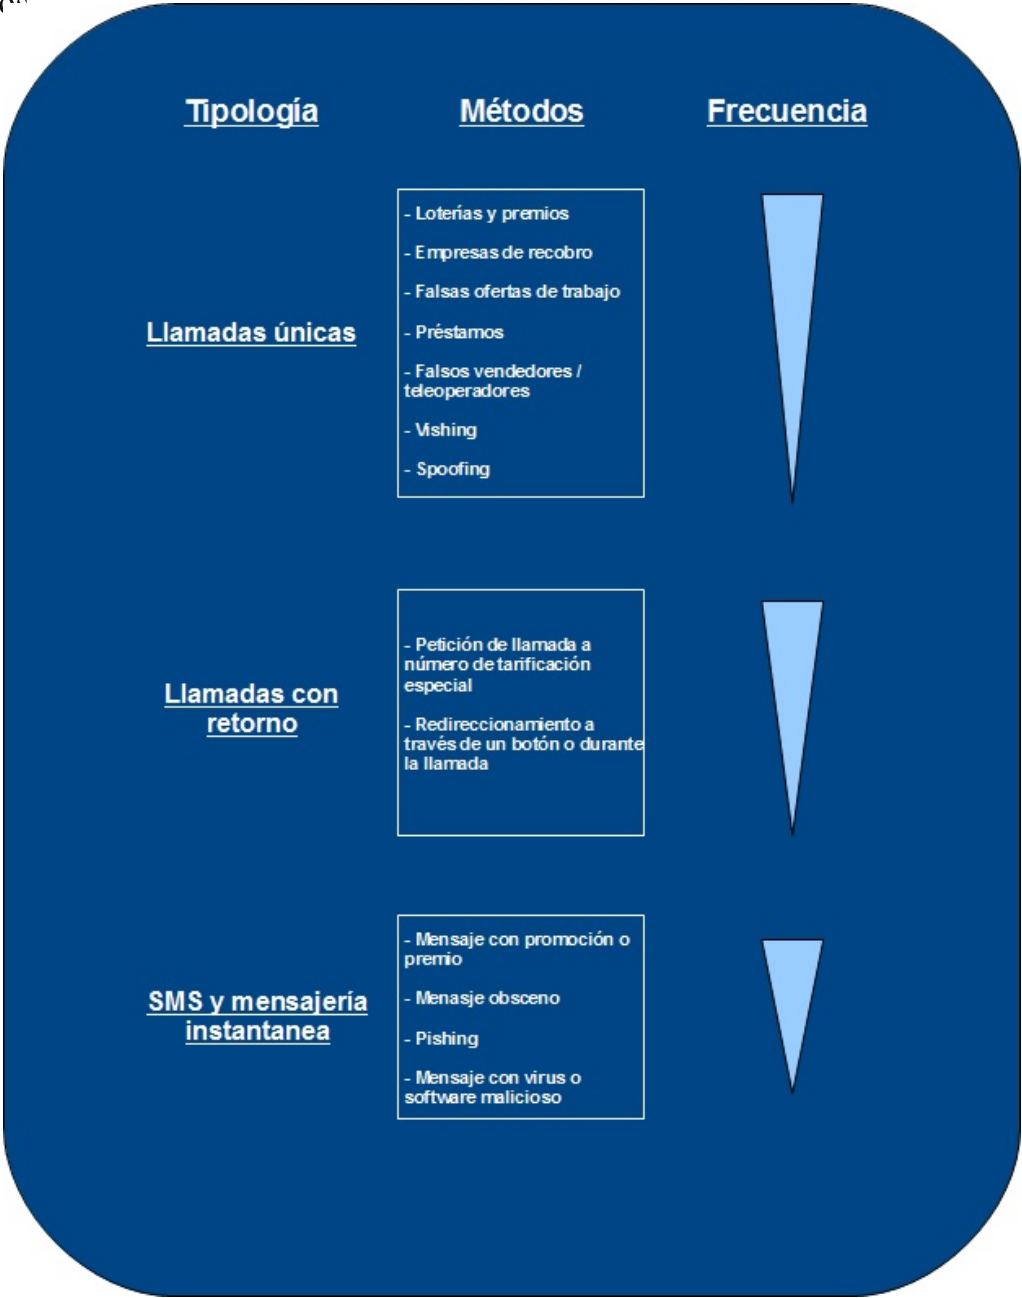 Tipología
Métodos
Frecuencia
Llamadas únicas
- Loterías y premios
- Empresas de recobro
- Falsas ofertas de trabajo
- Préstamos
- Falsos vendedores /
teleoperadores
- Vishing
- Spoofing
Llamadas con
retorno
- Petición de llamada a
número de tarificación
especial
- Redireccionamiento a
través de un botón o durante
la llamada
SMS y mensajería
instantanea
- Mensaje con promoción o
premio
- Menasje obsceno
- Pishing
- Mensaje con virus o
software malicioso